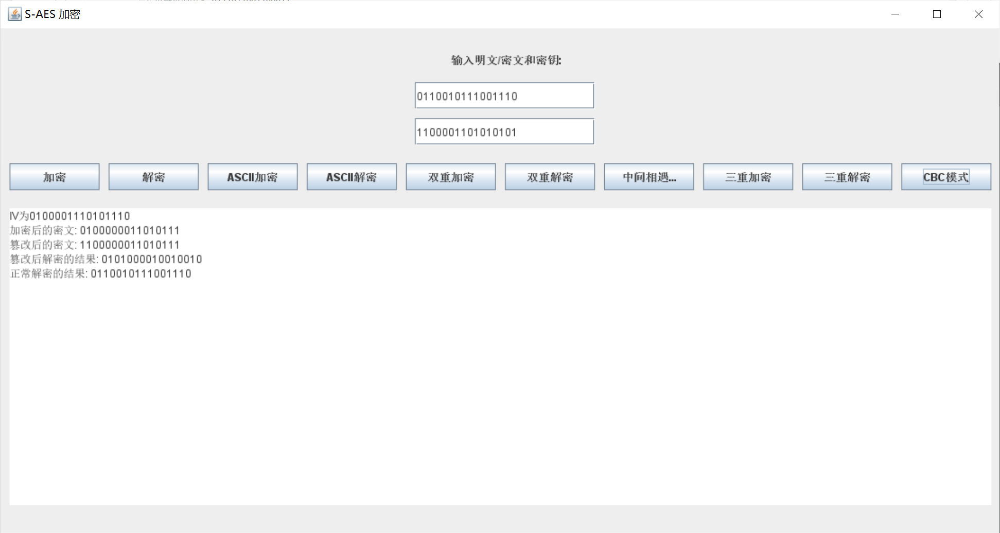 S-AES 加密
输入明文/密文和密钥:
0110010111001110
1100001101010101
加密 解密 ASCII加密 ASCII解密 双重加密 双重解密 中间相遇... 三重加密 三重解密 CBC模式
IV为0100001110101110
加密后的密文: 0100000011010111
篡改后的密文: 1100000011010111
篡改后解密的结果: 0101000010010010
正常解密的结果: 0110010111001110